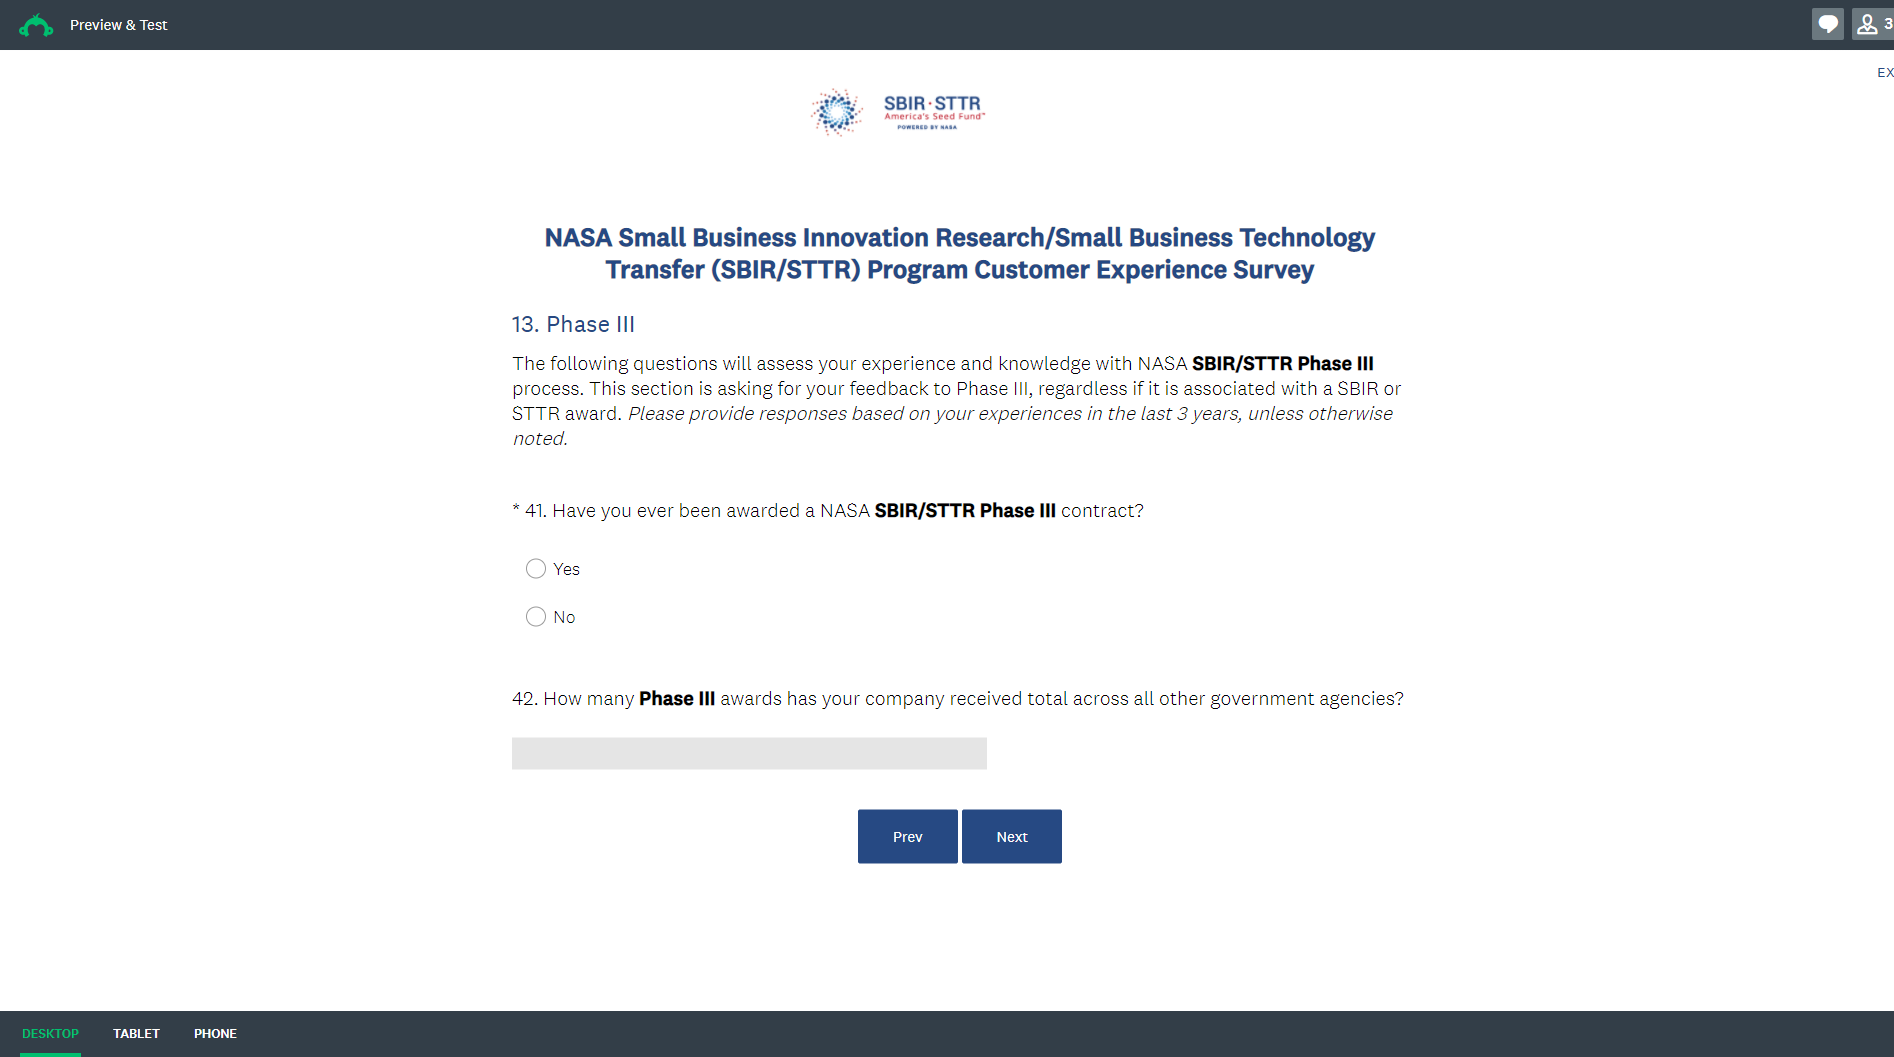 Preview & Test
3
EX
SBIR·STTR
America's Seed Fund™
POWERED BY NASA
NASA Small Business Innovation Research/Small Business Technology
Transfer (SBIR/STTR) Program Customer Experience Survey
13. Phase III
The following questions will assess your experience and knowledge with NASA SBIR/STTR Phase III
process. This section is asking for your feedback to Phase III, regardless if it is associated with a SBIR or
STTR award. Please provide responses based on your experiences in the last 3 years, unless otherwise
noted.
* 41. Have you ever been awarded a NASA SBIR/STTR Phase III contract?
Yes
No
42. How many Phase III awards has your company received total across all other government agencies?
Prev Next
DESKTOP TABLET PHONE